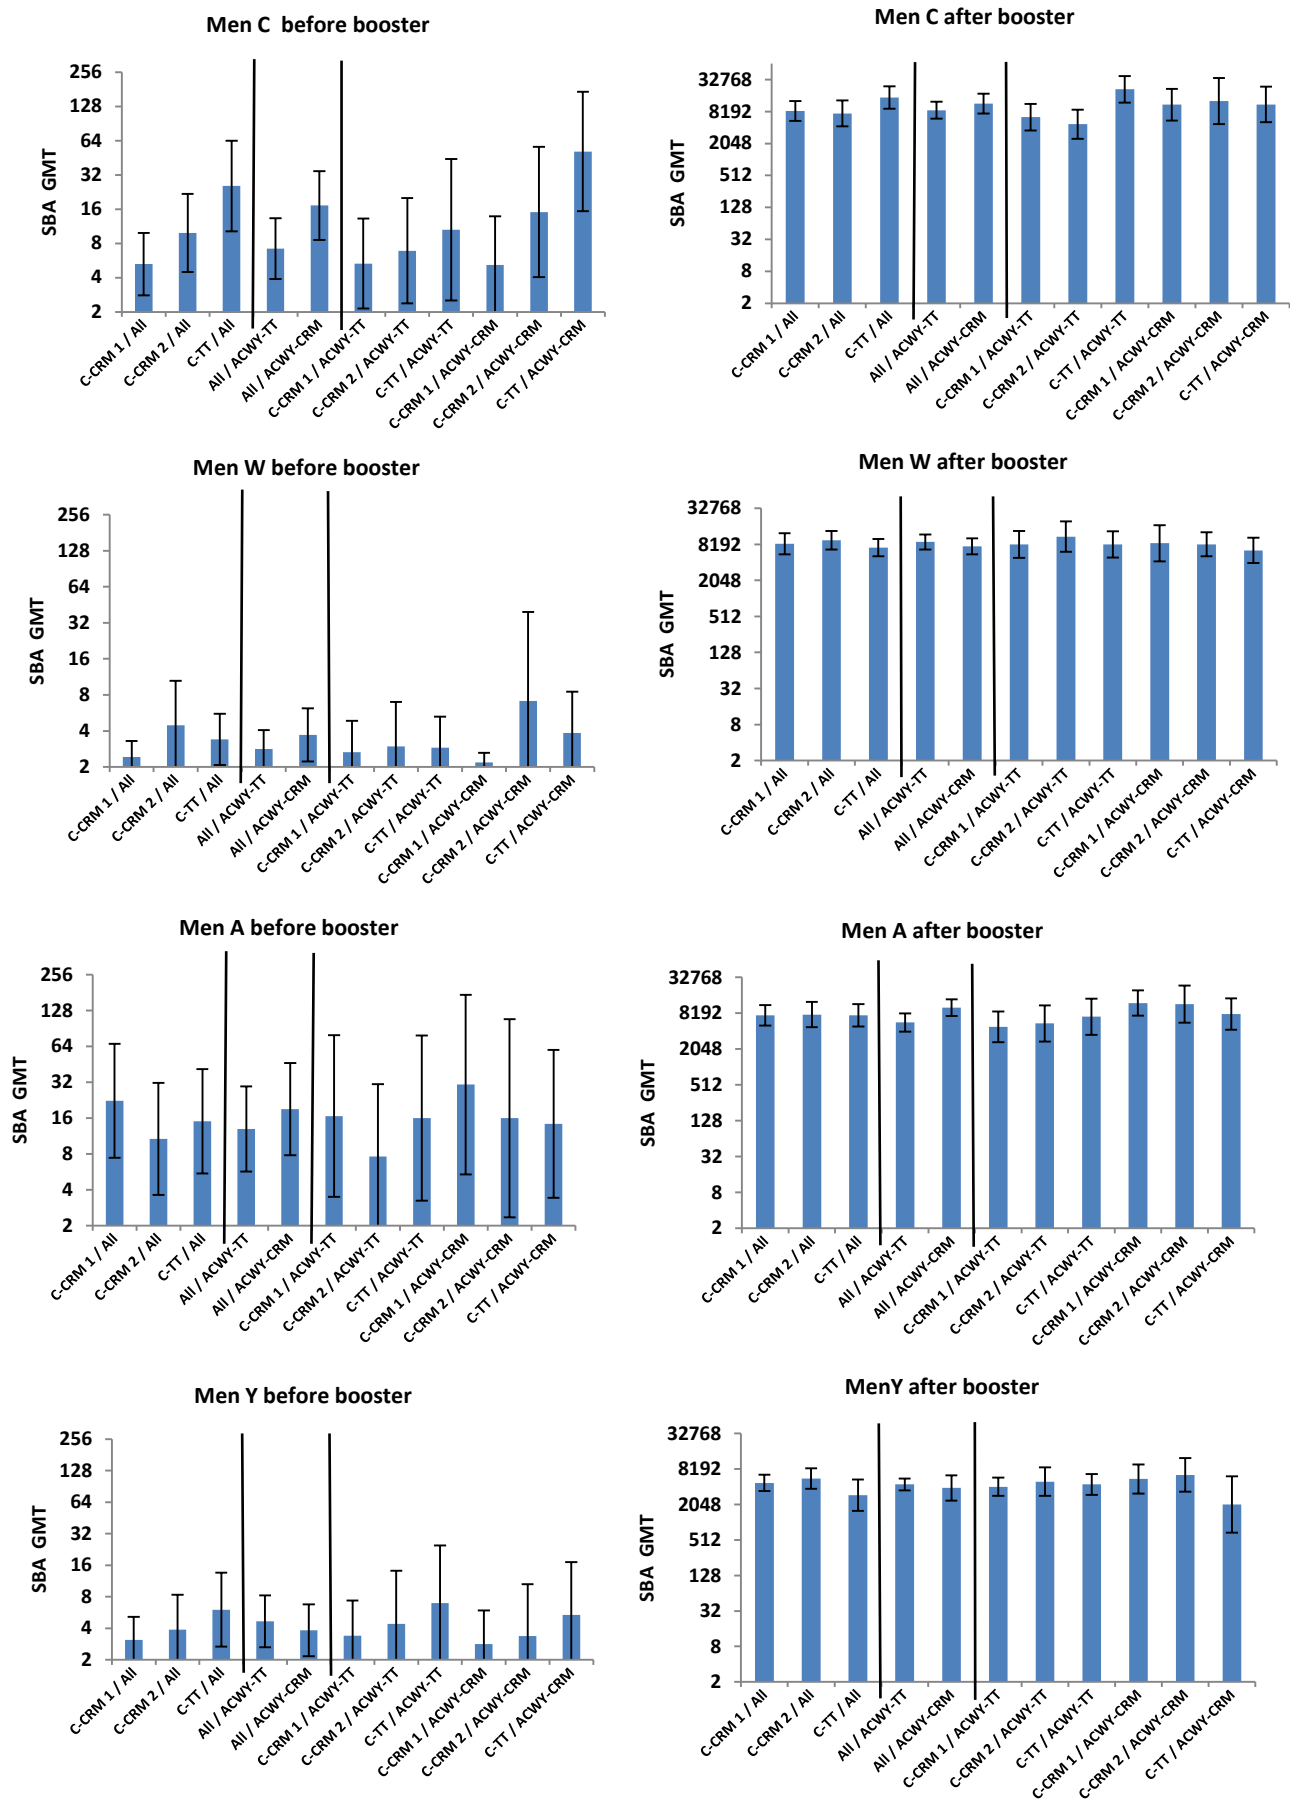 Men C before booster
SBA GMT
256
128
64
32
16
8
4
2
C-CRM 1 / All
C-CRM 2 / All
C-TT / All
All / ACWY-TT
All / ACWY-CRM
C-CRM 1 / ACWY-TT
C-CRM 2 / ACWY-TT
C-TT / ACWY-TT
C-CRM 1 / ACWY-CRM
C-CRM 2 / ACWY-CRM
C-TT / ACWY-CRM
Men C after booster
SBA GMT
32768
8192
2048
512
128
32
8
2
C-CRM 1 / All
C-CRM 2 / All
C-TT / All
All / ACWY-TT
All / ACWY-CRM
C-CRM 1 / ACWY-TT
C-CRM 2 / ACWY-TT
C-TT / ACWY-TT
C-CRM 1 / ACWY-CRM
C-CRM 2 / ACWY-CRM
C-TT / ACWY-CRM
Men W before booster
SBA GMT
256
128
64
32
16
8
4
2
C-CRM 1 / All
C-CRM 2 / All
C-TT / All
All / ACWY-TT
All / ACWY-CRM
C-CRM 1 / ACWY-TT
C-CRM 2 / ACWY-TT
C-TT / ACWY-TT
C-CRM 1 / ACWY-CRM
C-CRM 2 / ACWY-CRM
C-TT / ACWY-CRM
Men W after booster
SBA GMT
32768
8192
2048
512
128
32
8
2
C-CRM 1 / All
C-CRM 2 / All
C-TT / All
All / ACWY-TT
All / ACWY-CRM
C-CRM 1 / ACWY-TT
C-CRM 2 / ACWY-TT
C-TT / ACWY-TT
C-CRM 1 / ACWY-CRM
C-CRM 2 / ACWY-CRM
C-TT / ACWY-CRM
Men A before booster
SBA GMT
256
128
64
32
16
8
4
2
C-CRM 1 / All
C-CRM 2 / All
C-TT / All
All / ACWY-TT
All / ACWY-CRM
C-CRM 1 / ACWY-TT
C-CRM 2 / ACWY-TT
C-TT / ACWY-TT
C-CRM 1 / ACWY-CRM
C-CRM 2 / ACWY-CRM
C-TT / ACWY-CRM
Men A after booster
SBA GMT
32768
8192
2048
512
128
32
8
2
C-CRM 1 / All
C-CRM 2 / All
C-TT / All
All / ACWY-TT
All / ACWY-CRM
C-CRM 1 / ACWY-TT
C-CRM 2 / ACWY-TT
C-TT / ACWY-TT
C-CRM 1 / ACWY-CRM
C-CRM 2 / ACWY-CRM
C-TT / ACWY-CRM
Men Y before booster
SBA GMT
256
128
64
32
16
8
4
2
C-CRM 1 / All
C-CRM 2 / All
C-TT / All
All / ACWY-TT
All / ACWY-CRM
C-CRM 1 / ACWY-TT
C-CRM 2 / ACWY-TT
C-TT / ACWY-TT
C-CRM 1 / ACWY-CRM
C-CRM 2 / ACWY-CRM
C-TT / ACWY-CRM
MenY after booster
SBA GMT
32768
8192
2048
512
128
32
8
2
C-CRM 1 / All
C-CRM 2 / All
C-TT / All
All / ACWY-TT
All / ACWY-CRM
C-CRM 1 / ACWY-TT
C-CRM 2 / ACWY-TT
C-TT / ACWY-TT
C-CRM 1 / ACWY-CRM
C-CRM 2 / ACWY-CRM
C-TT / ACWY-CRM